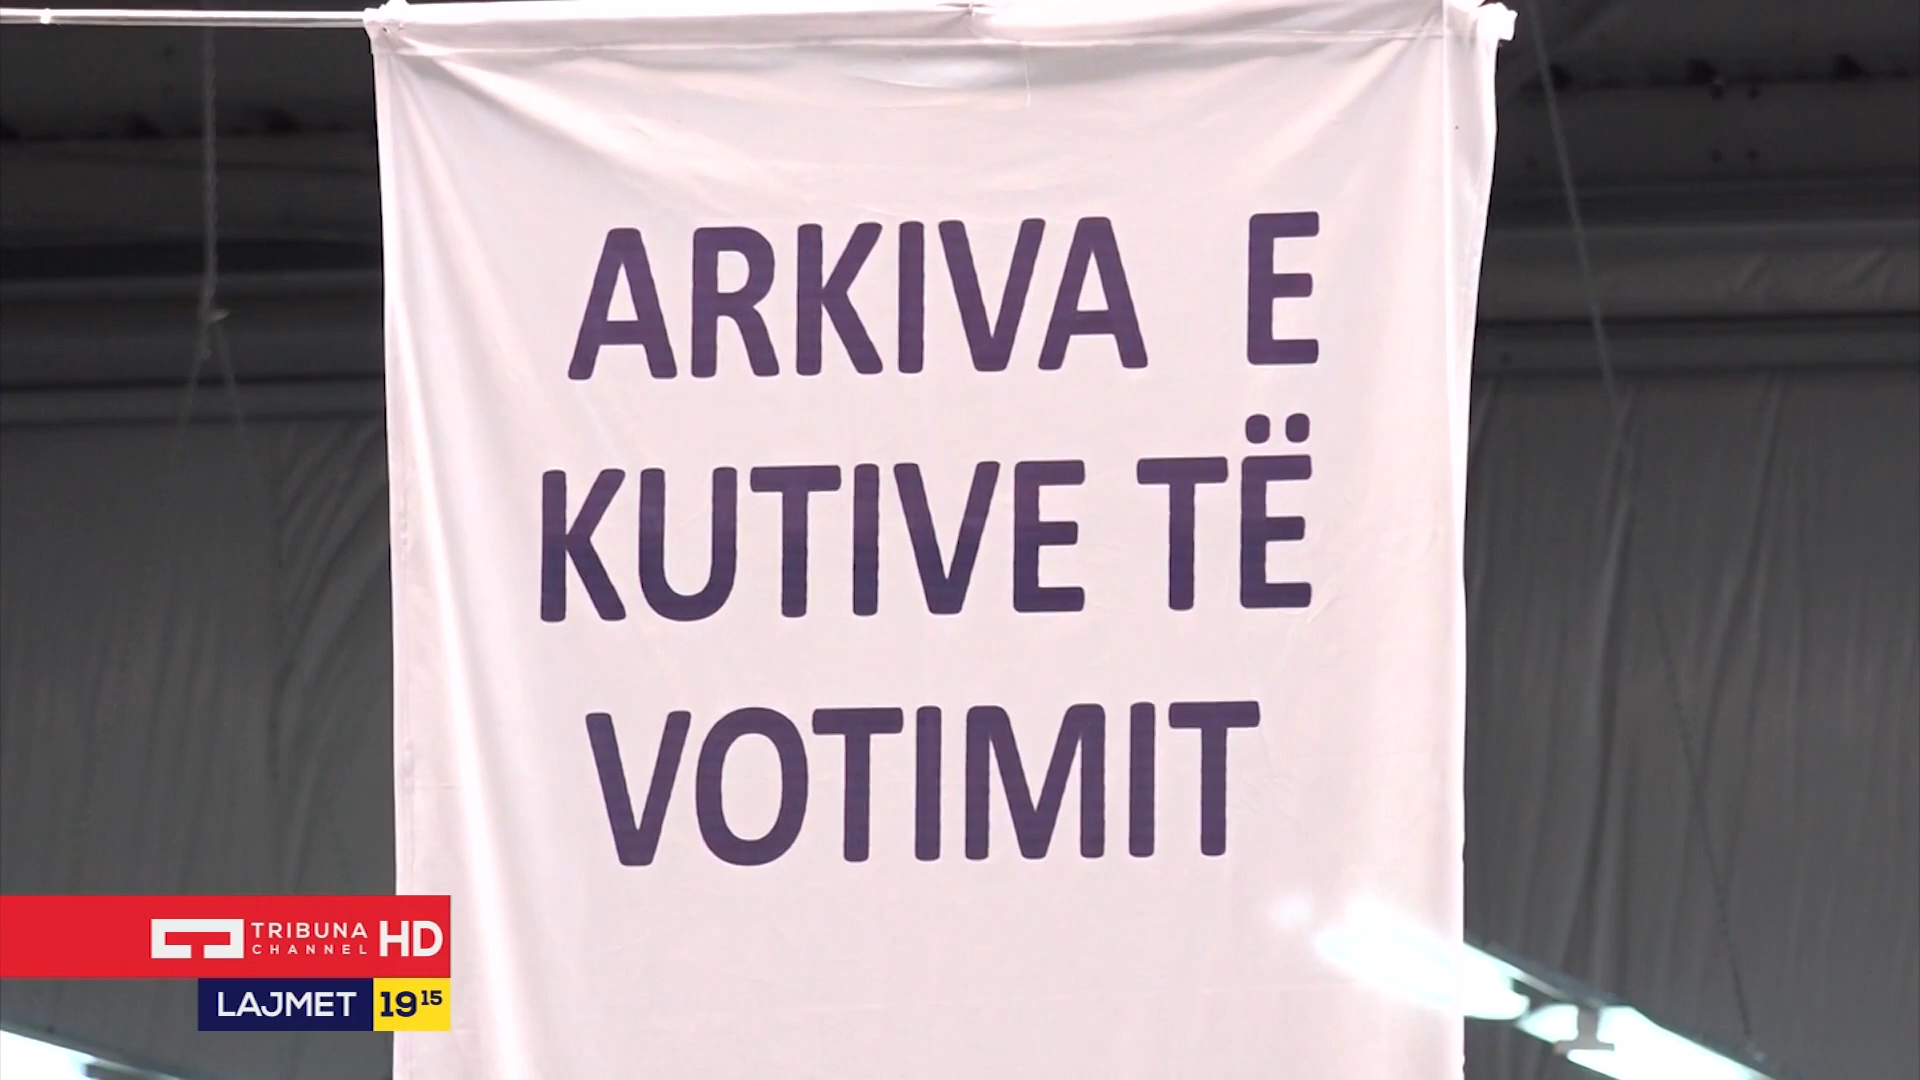 ARKIVA E
KUTIVE TË
VOTIMIT
TRIBUNA
CHANNEL HD
LAJMET 19 15